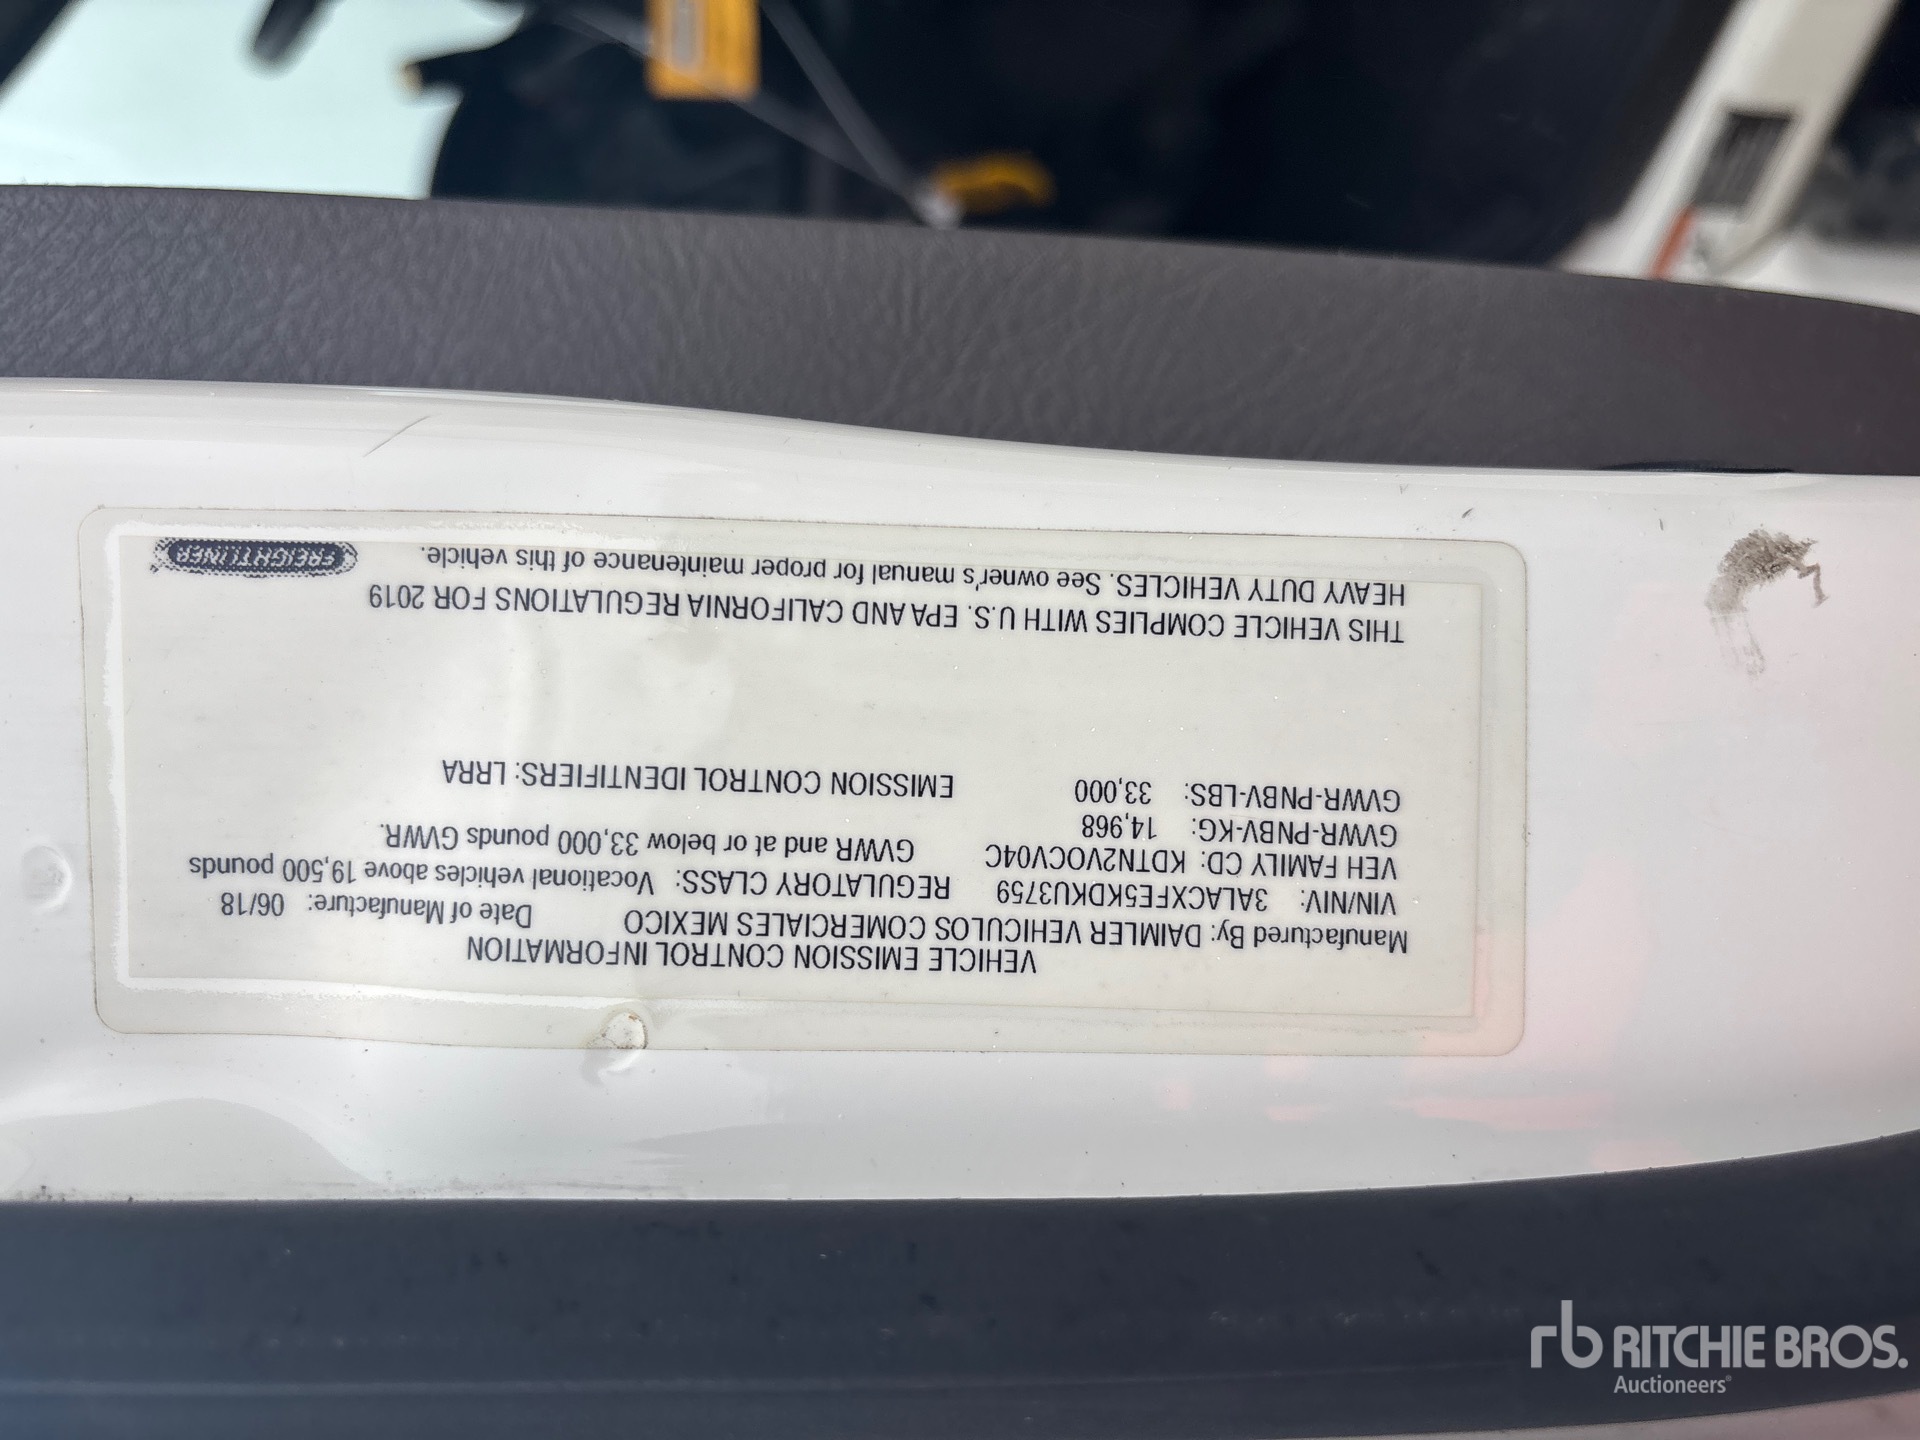 VEHICLE EMISSION CONTROL INFORMATION
Manufactured By: DAIMLER VEHICULOS COMERCIALES MEXICO Date of Manufacture: 06/18
VIN/NIV: 3ALACXFE5KDKU3759 REGULATORY CLASS: Vocational vehicles above 19,500 pounds
VEH FAMILY CD: KDTN2VOCV04C GVWR and at or below 33,000 pounds GVWR.
GVWR-PNBV-KG: 14,968
GVWR-PNBV-LBS: 33,000 EMISSION CONTROL IDENTIFIERS: LRRA
THIS VEHICLE COMPLIES WITH U.S. EPA AND CALIFORNIA REGULATIONS FOR 2019
HEAVY DUTY VEHICLES. See owner's manual for proper maintenance of this vehicle.
FREIGHTLINER
rb RITCHIE BROS.
Auctioneers®